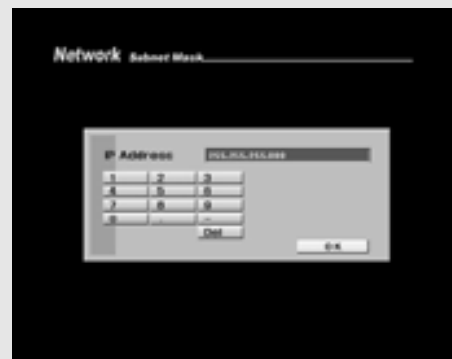 Network Subnet Mask
IP Address 255.255.255.000
1 2 3
4 5 6
7 8 9
0 . -
Del
OK